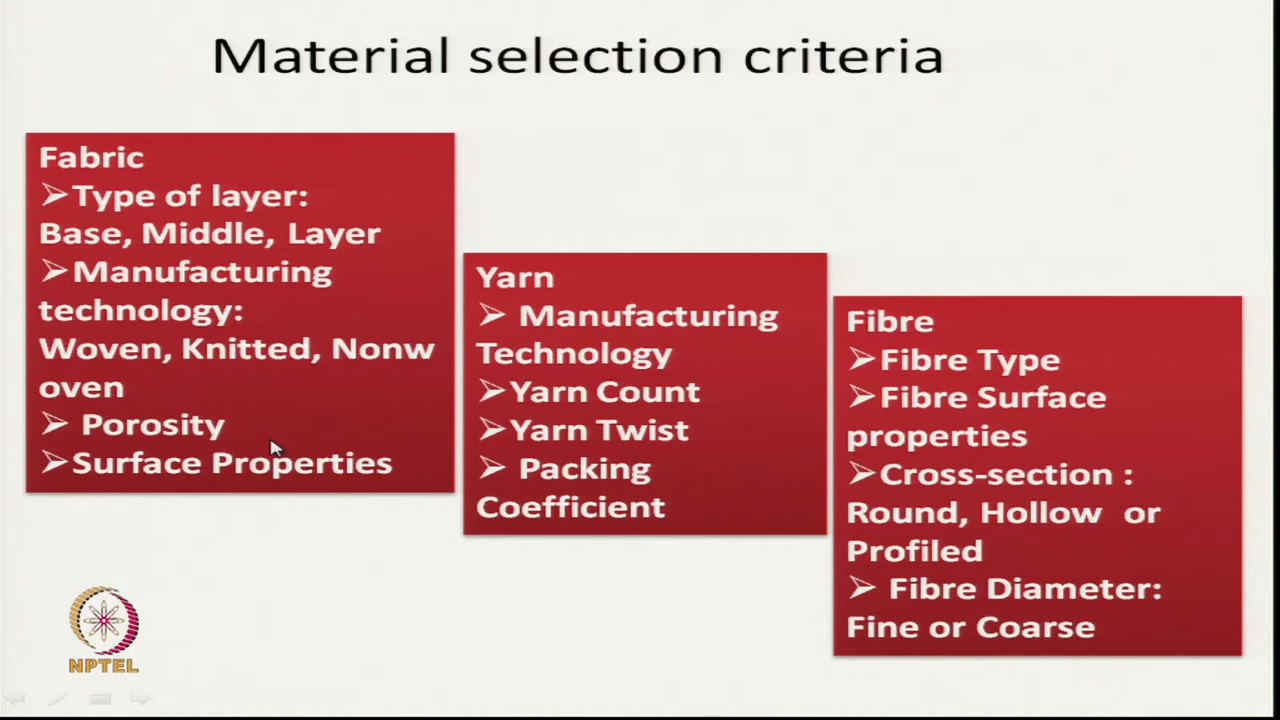 Material selection criteria
Fabric
➢Type of layer:
Base, Middle, Layer
➢Manufacturing
technology:
Woven, Knitted, Nonw
oven
➢ Porosity
➢Surface Properties
Yarn
➢ Manufacturing
Technology
➢Yarn Count
➢Yarn Twist
➢ Packing
Coefficient
Fibre
➢Fibre Type
➢Fibre Surface
properties
➢Cross-section :
Round, Hollow or
Profiled
➢ Fibre Diameter:
Fine or Coarse
NPTEL